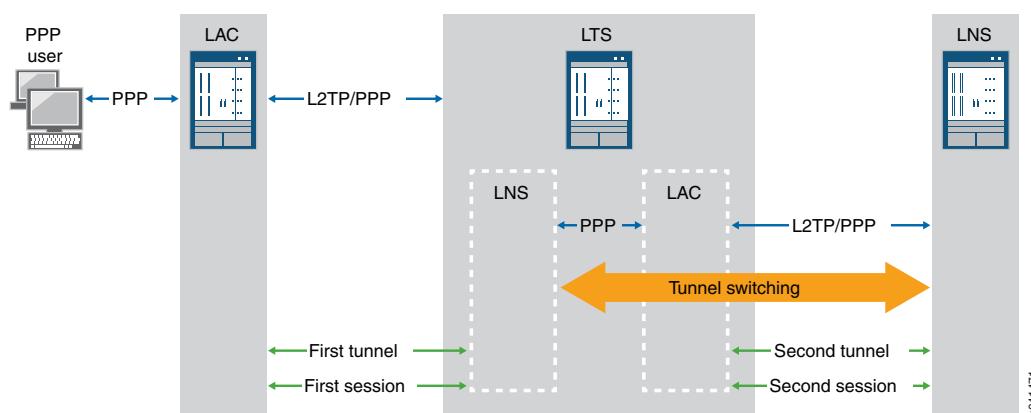 PPP
user
LAC
LTS
LNS
PPP
L2TP/PPP
LNS
LAC
PPP
L2TP/PPP
Tunnel switching
First tunnel
Second tunnel
First session
Second session